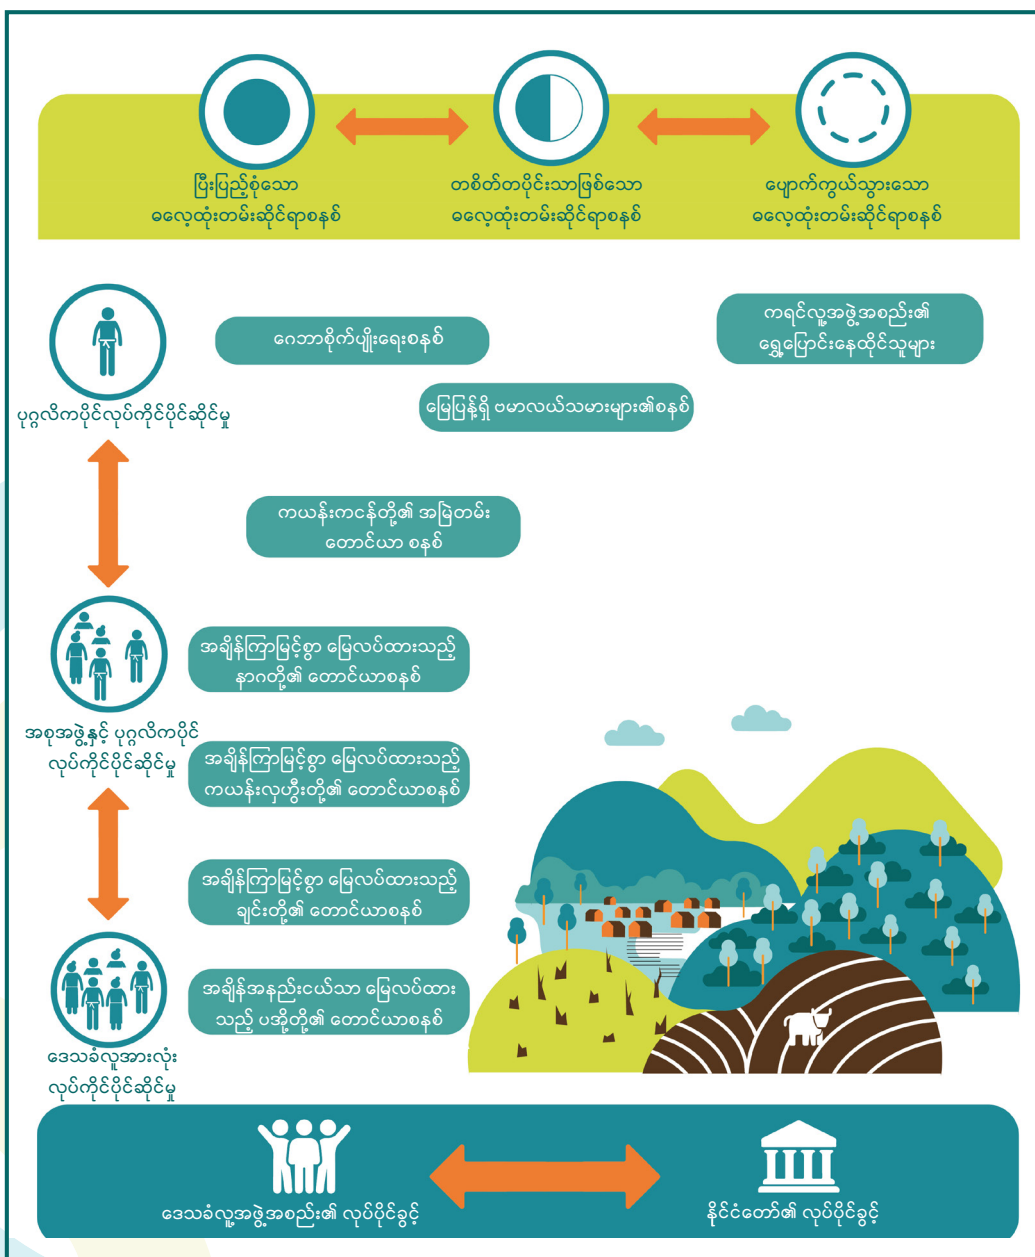 ပြီးပြည့်စုံသော
ဓလေ့ထုံးတမ်းဆိုင်ရာစနစ်
တစိတ်တပိုင်းသာဖြစ်သော
ဓလေ့ထုံးတမ်းဆိုင်ရာစနစ်
ပျောက်ကွယ်သွားသော
ဓလေ့ထုံးတမ်းဆိုင်ရာစနစ်
ပုဂ္ဂလိကပိုင်လုပ်ကိုင်ပိုင်ဆိုင်မှု
ဂေဘာစိုက်ပျိုးရေးစနစ်
ကရင်လူ့အဖွဲ့အစည်း၏
ရွှေ့ပြောင်းနေထိုင်သူများ
မြေပြန့်ရှိ ဗမာလယ်သမားများ၏စနစ်
ကယန်းကငန်တို့၏ အမြဲတမ်း
တောင်ယာ စနစ်
အစုအဖွဲ့နှင့် ပုဂ္ဂလိကပိုင်
လုပ်ကိုင်ပိုင်ဆိုင်မှု
အချိန်ကြာမြင့်စွာ မြေလပ်ထားသည့်
နာဂတို့၏ တောင်ယာစနစ်
အချိန်ကြာမြင့်စွာ မြေလပ်ထားသည့်
ကယန်းလှဟွီးတို့၏ တောင်ယာစနစ်
အချိန်ကြာမြင့်စွာ မြေလပ်ထားသည့်
ချင်းတို့၏ တောင်ယာစနစ်
အချိန်အနည်းငယ်သာ မြေလပ်ထား
သည့် ပအို့တို့၏ တောင်ယာစနစ်
ဒေသခံလူအားလုံး
လုပ်ကိုင်ပိုင်ဆိုင်မှု
ဒေသခံလူ့အဖွဲ့အစည်း၏ လုပ်ပိုင်ခွင့်
နိုင်ငံတော်၏ လုပ်ပိုင်ခွင့်